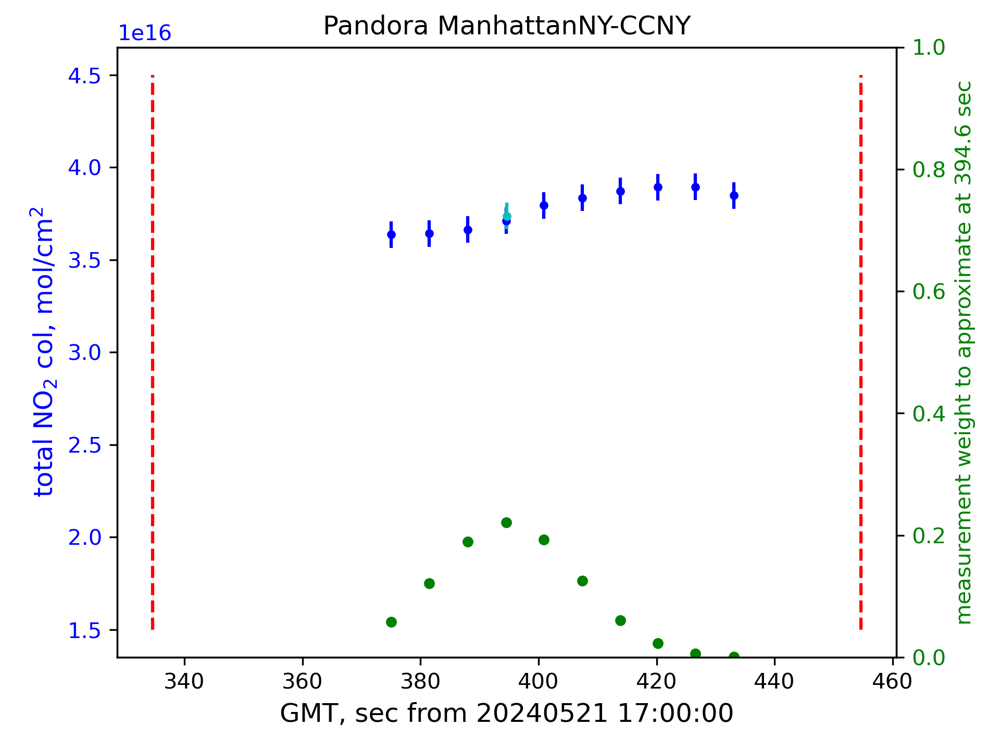 Pandora ManhattanNY-CCNY
1e16
4.5
4.0
3.5
3.0
2.5
2.0
1.5
total NO₂ col, mol/cm²
1.0
0.8
0.6
0.4
0.2
0.0
measurement weight to approximate at 394.6 sec
340 360 380 400 420 440 460
GMT, sec from 20240521 17:00:00